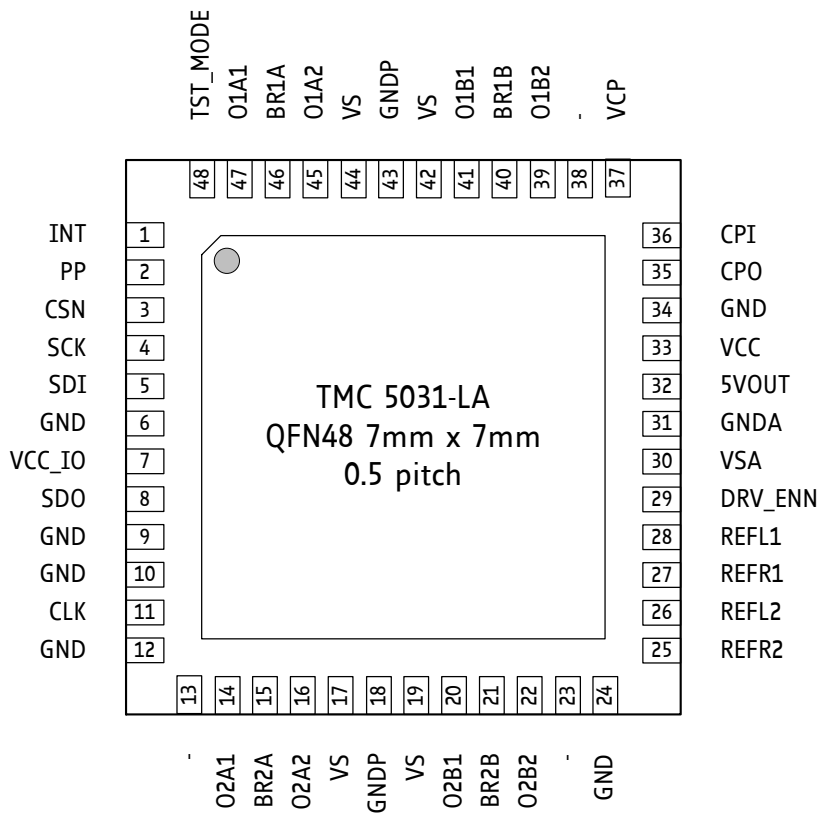 TST_MODE
O1A1
BR1A
O1A2
VS
GNDP
VS
O1B1
BR1B
O1B2
-
VCP
48
47
46
45
44
43
42
41
40
39
38
37
INT 1
PP 2
CSN 3
SCK 4
SDI 5
GND 6
VCC_IO 7
SDO 8
GND 9
GND 10
CLK 11
GND 12
TMC 5031-LA
QFN48 7mm x 7mm
0.5 pitch
36 CPI
35 CPO
34 GND
33 VCC
32 5VOUT
31 GNDA
30 VSA
29 DRV_ENN
28 REFL1
27 REFR1
26 REFL2
25 REFR2
13
14
15
16
17
18
19
20
21
22
23
24
-
O2A1
BR2A
O2A2
VS
GNDP
VS
O2B1
BR2B
O2B2
-
GND